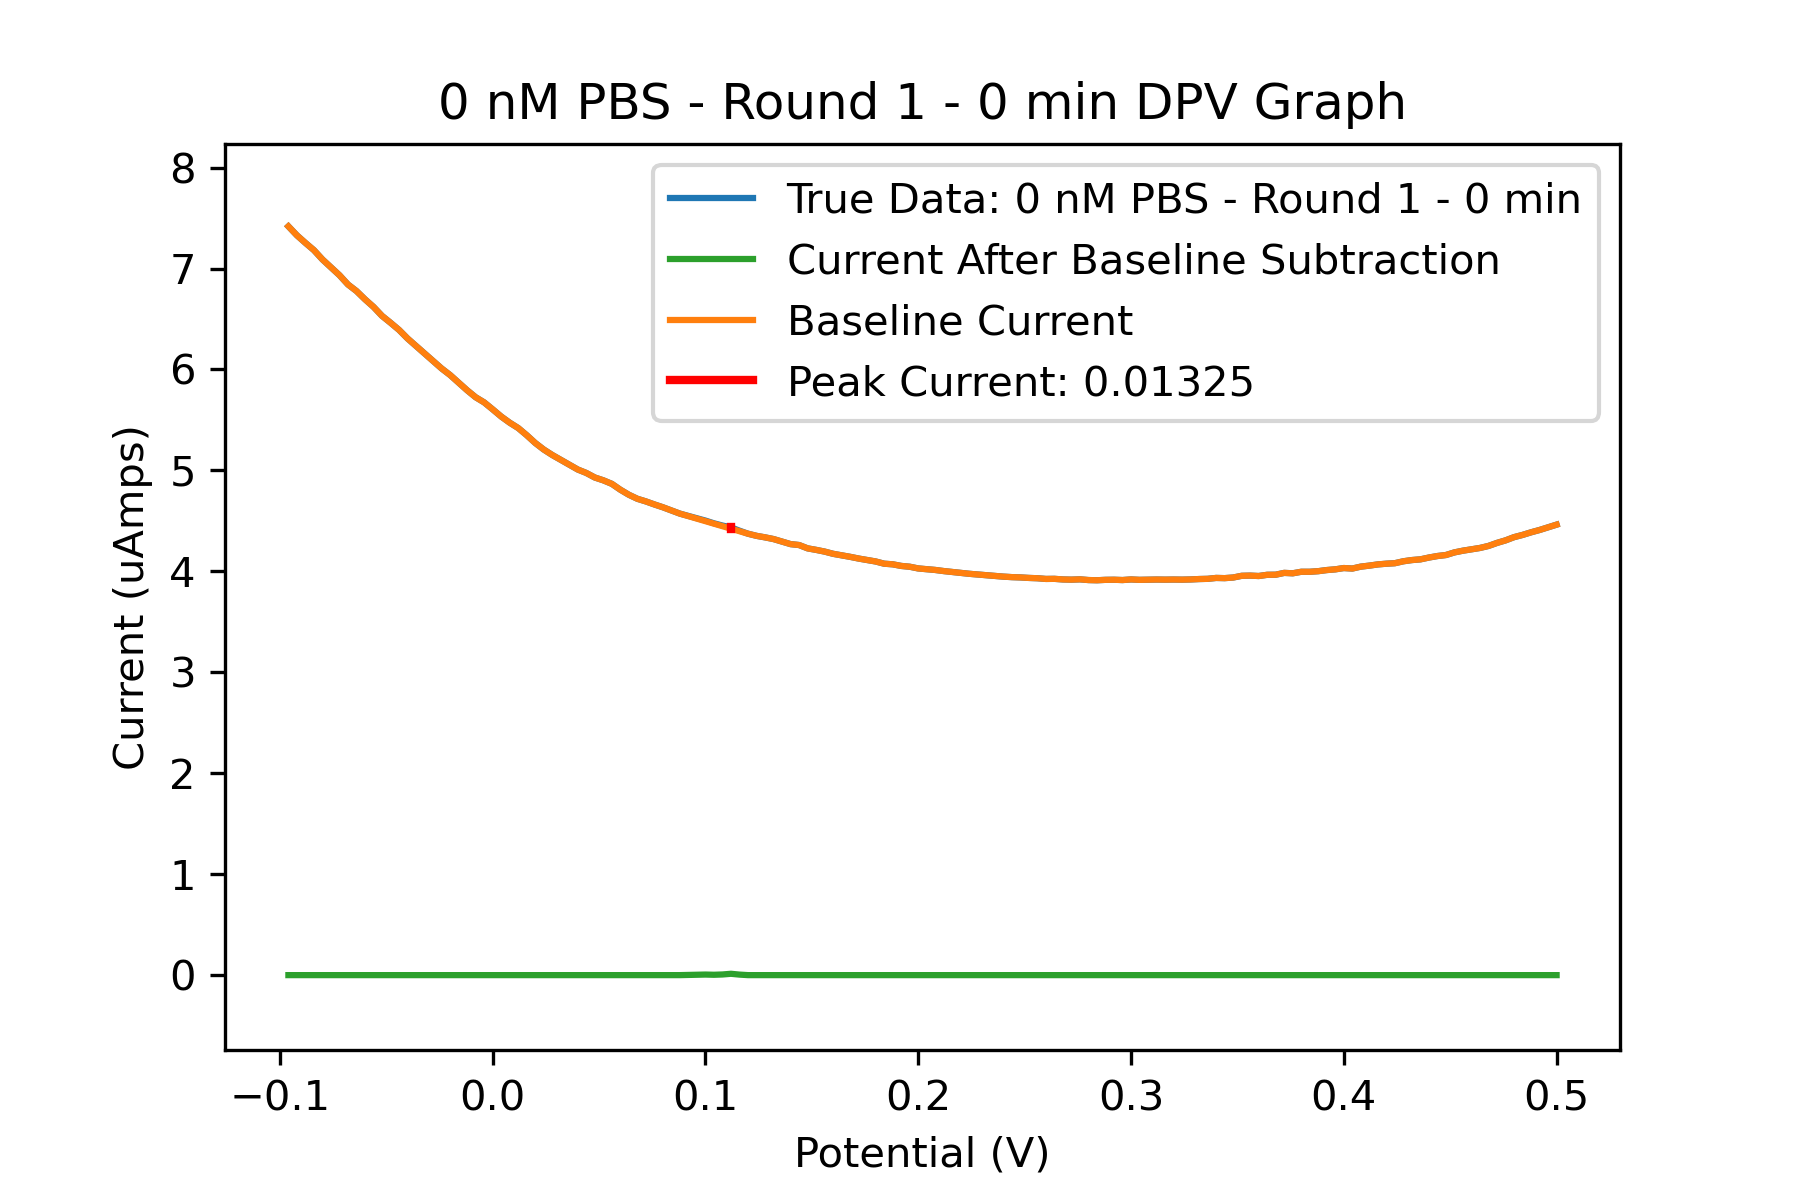 0 nM PBS - Round 1 - 0 min DPV Graph
True Data: 0 nM PBS - Round 1 - 0 min
Current After Baseline Subtraction
Baseline Current
Peak Current: 0.01325
Current (uAmps)
8
7
6
5
4
3
2
1
0
−0.1 0.0 0.1 0.2 0.3 0.4 0.5
Potential (V)